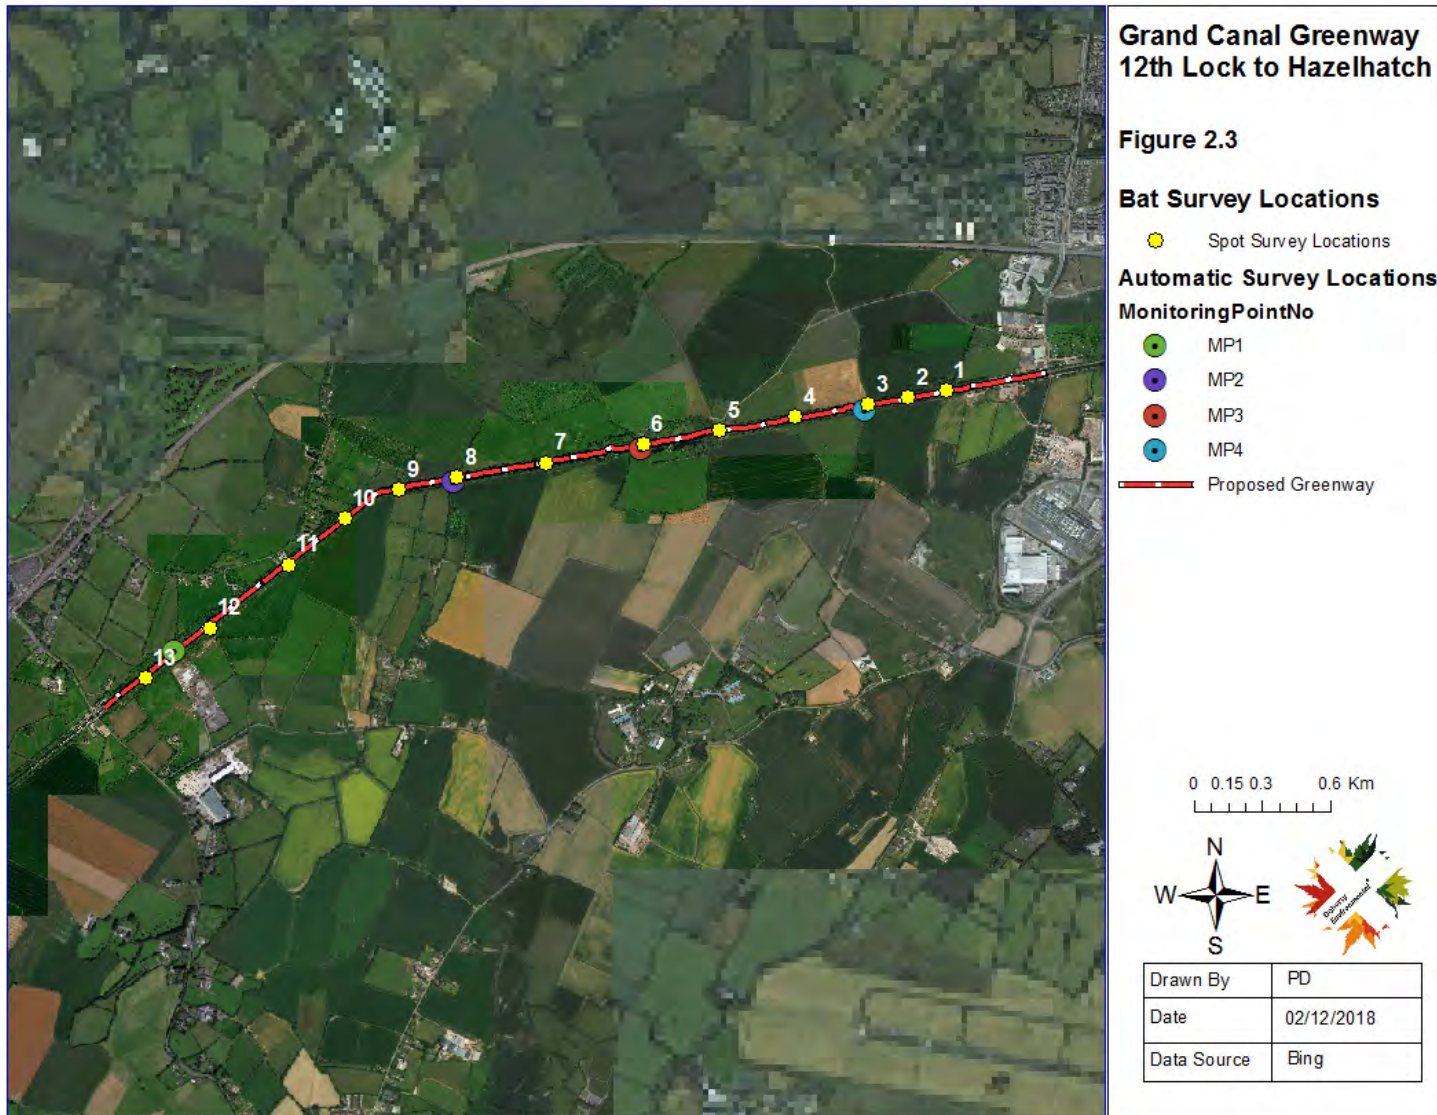 Grand Canal Greenway
12th Lock to Hazelhatch
Figure 2.3
Bat Survey Locations
Spot Survey Locations
Automatic Survey Locations
MonitoringPointNo
MP1
MP2
MP3
MP4
Proposed Greenway
1
2
3
4
5
6
7
8
9
10
11
12
13
0 0.15 0.3 0.6 Km
N
W E
S
Environmental
Drawn By PD
Date 02/12/2018
Data Source Bing